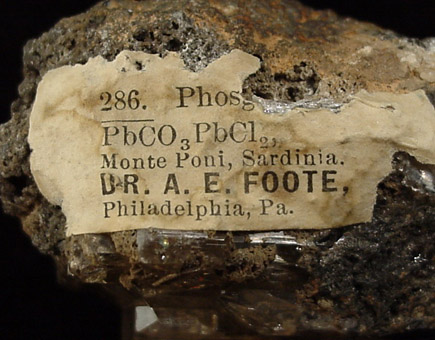 286. Phosg
PbCO₃PbCl₂,
Monte Poni, Sardinia.
DR. A. E. FOOTE,
Philadelphia, Pa.